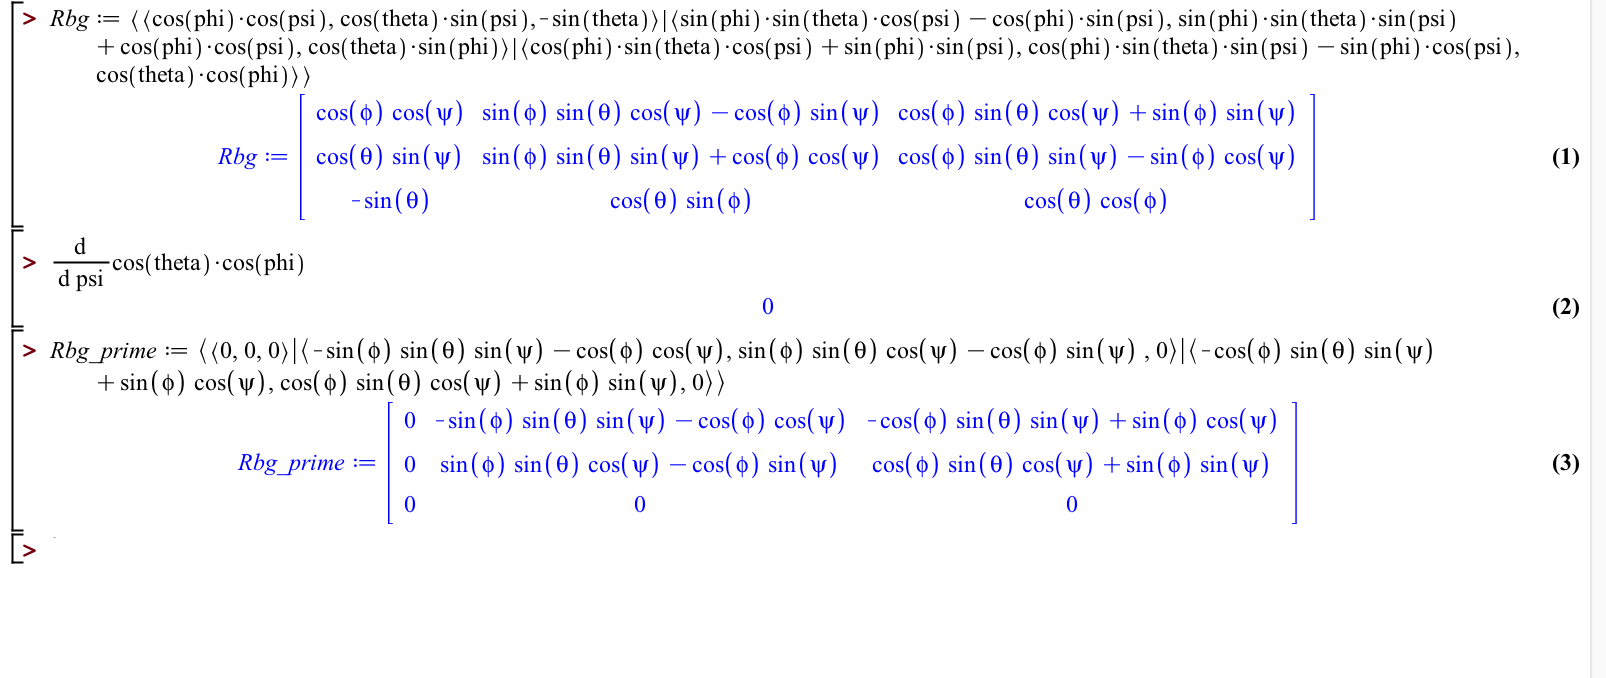 > Rbg := ⟨⟨cos(phi)·cos(psi), cos(theta)·sin(psi),-sin(theta)⟩|⟨sin(phi)·sin(theta)·cos(psi) − cos(phi)·sin(psi), sin(phi)·sin(theta)·sin(psi)
+ cos(phi)·cos(psi), cos(theta)·sin(phi)⟩|⟨cos(phi)·sin(theta)·cos(psi) + sin(phi)·sin(psi), cos(phi)·sin(theta)·sin(psi) − sin(phi)·cos(psi),
cos(theta)·cos(phi)⟩⟩
cos(ϕ) cos(ψ) sin(ϕ) sin(θ) cos(ψ) − cos(ϕ) sin(ψ) cos(ϕ) sin(θ) cos(ψ) + sin(ϕ) sin(ψ)
Rbg := cos(θ) sin(ψ) sin(ϕ) sin(θ) sin(ψ) + cos(ϕ) cos(ψ) cos(ϕ) sin(θ) sin(ψ) − sin(ϕ) cos(ψ) (1)
-sin(θ) cos(θ) sin(ϕ) cos(θ) cos(ϕ)
> d/d psi cos(theta)·cos(phi)
0 (2)
> Rbg_prime := ⟨⟨0, 0, 0⟩|⟨-sin(ϕ) sin(θ) sin(ψ) − cos(ϕ) cos(ψ), sin(ϕ) sin(θ) cos(ψ) − cos(ϕ) sin(ψ) , 0⟩|⟨-cos(ϕ) sin(θ) sin(ψ)
+ sin(ϕ) cos(ψ), cos(ϕ) sin(θ) cos(ψ) + sin(ϕ) sin(ψ), 0⟩⟩
0 -sin(ϕ) sin(θ) sin(ψ) − cos(ϕ) cos(ψ) -cos(ϕ) sin(θ) sin(ψ) + sin(ϕ) cos(ψ)
Rbg_prime := 0 sin(ϕ) sin(θ) cos(ψ) − cos(ϕ) sin(ψ) cos(ϕ) sin(θ) cos(ψ) + sin(ϕ) sin(ψ) (3)
0 0 0
>